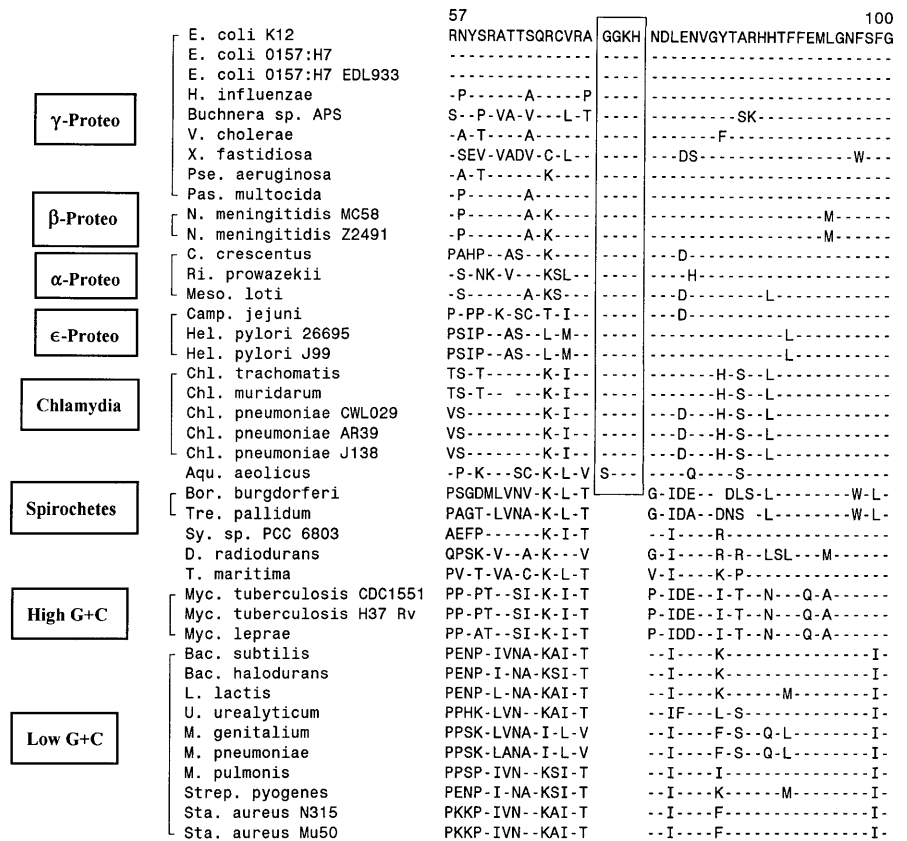 57 100
E. coli K12 RNYSRATTSQRCVRA GGKH NDLENVGYTARHHTFFEMLGNFSFG
E. coli O157:H7 --------------- ---- -------------------------
E. coli O157:H7 EDL933 --------------- ---- -------------------------
H. influenzae -P------A-----P ---- -------------------------
γ-Proteo
Buchnera sp. APS S--P-VA-V---L-T ---- ---------SK--------------
V. cholerae -A-T----A------ ---- -------F-----------------
X. fastidiosa -SEV-VADV-C-L-- ---- ---DS-----------------W--
Pse. aeruginosa -A-T------K---- ---- -------------------------
Pas. multocida -P------A------ ---- -------------------------
β-Proteo
N. meningitidis MC58 -P------A-K---- ---- ------------------M------
N. meningitidis Z2491 -P------A-K---- ---- ------------------M------
C. crescentus PAHP--AS--K---- ---- ---D---------------------
α-Proteo
Ri. prowazekii -S-NK-V---KSL-- ---- ----H--------------------
Meso. loti -S------A-KS--- ---- ---D--------L------------
Camp. jejuni P-PP-K-SC-T-I-- ---- ---D---------------------
ϵ-Proteo
Hel. pylori 26695 PSIP--AS--L-M-- ---- --------------L----------
Hel. pylori J99 PSIP--AS--L-M-- ---- --------------L----------
Chl. trachomatis TS-T------K-I-- ---- -------H-S--L------------
Chl. muridarum TS-T  ----K-I-- ---- -------H-S--L------------
Chlamydia
Chl. pneumoniae CWL029 VS--------K-I-- ---- ---D---H-S--L------------
Chl. pneumoniae AR39 VS--------K-I-- ---- ---D---H-S--L------------
Chl. pneumoniae J138 VS--------K-I-- ---- ---D---H-S--L------------
Aqu. aeolicus -P-K---SC-K-L-V S--- ----Q----S---------------
Spirochetes
Bor. burgdorferi PSGDMLVNV-K-L-T G-IDE-- DLS-L--------W-L-
Tre. pallidum PAGT-LVNA-K-L-T G-IDA--DNS -L--------W-L-
Sy. sp. PCC 6803 AEFP------K-I-T --I----R-----------------
D. radiodurans QPSK-V--A-K---V G-I----R-R--LSL---M------
T. maritima PV-T-VA-C-K-L-T V-I----K-P---------------
Myc. tuberculosis CDC1551 PP-PT--SI-K-I-T P-IDE--I-T--N---Q-A------
High G+C
Myc. tuberculosis H37 Rv PP-PT--SI-K-I-T P-IDE--I-T--N---Q-A------
Myc. leprae PP-AT--SI-K-I-T P-IDD--I-T--N---Q-A------
Bac. subtilis PENP-IVNA-KAI-T --I----K---------------I-
Bac. halodurans PENP-I-NA-KSI-T --I----K---------------I-
L. lactis PENP-L-NA-KAI-T --I----K------M--------I-
U. urealyticum PPHK-LVN--KAI-T --IF---L-S-------------I-
Low G+C
M. genitalium PPSK-LVNA-I-L-V --I----F-S--Q-L--------I-
M. pneumoniae PPSK-LANA-I-L-V --I----F-S--Q-L--------I-
M. pulmonis PPSP-IVN--KSI-T --I----I---------------I-
Strep. pyogenes PENP-I-NA-KAI-T --I----K------M--------I-
Sta. aureus N315 PKKP-IVN--KAI-T --I----F---------------I-
Sta. aureus Mu50 PKKP-IVN--KAI-T --I----F---------------I-